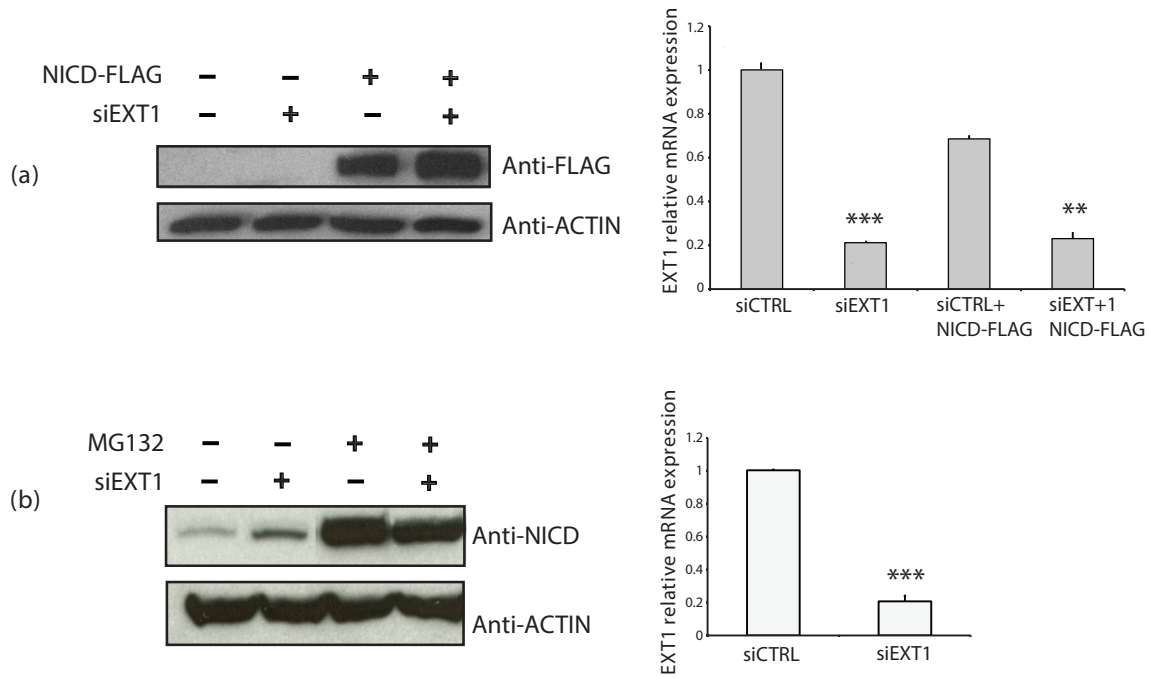 (a)
NICD-FLAG − − + +
siEXT1 − + − +
Anti-FLAG
Anti-ACTIN
EXT1 relative mRNA expression
1.2
1
0.8
0.6
0.4
0.2
0
***
**
siCTRL siEXT1 siCTRL+ siEXT+1
NICD-FLAG NICD-FLAG
(b)
MG132 − − + +
siEXT1 − + − +
Anti-NICD
Anti-ACTIN
EXT1 relative mRNA expression
1.2
1
0.8
0.6
0.4
0.2
0
***
siCTRL siEXT1